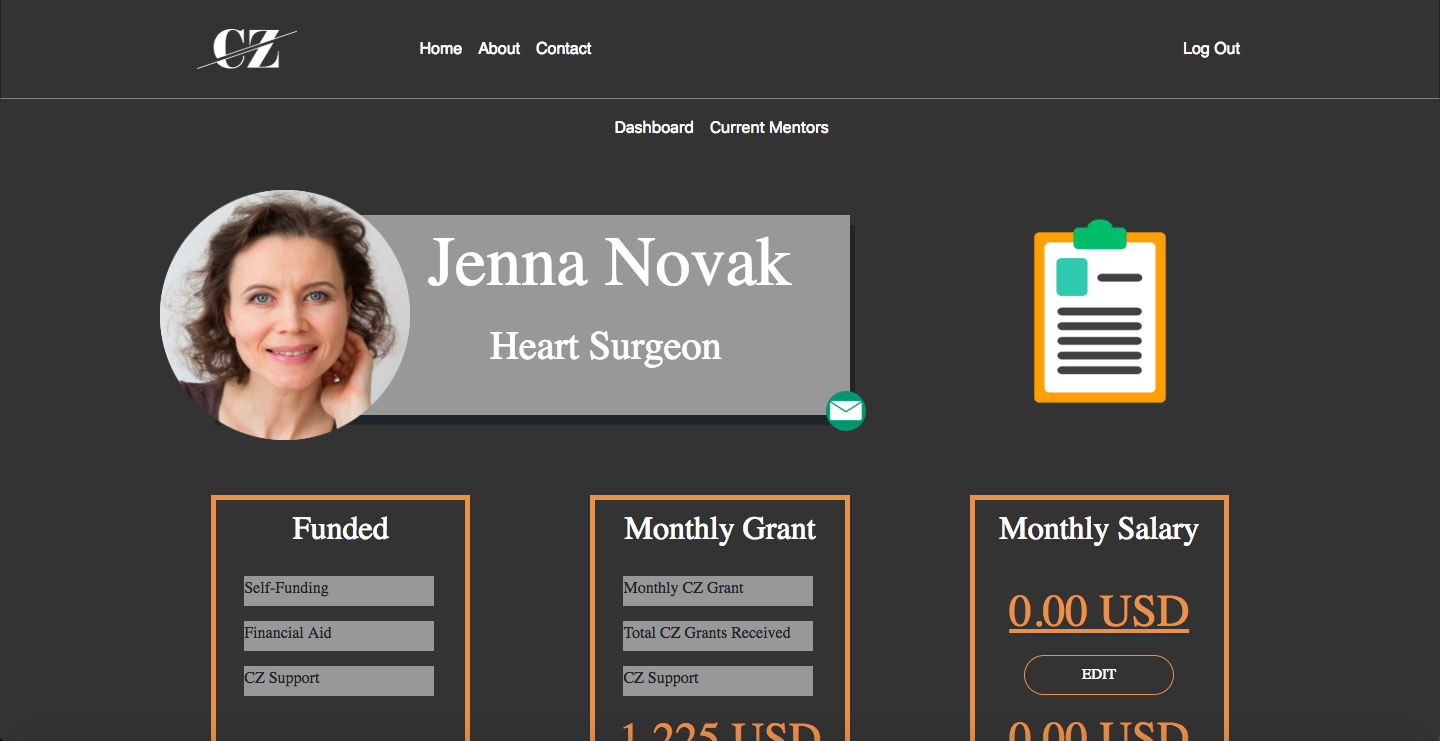 CZ
Home About Contact
Log Out
Dashboard Current Mentors
Jenna Novak
Heart Surgeon
Funded
Self-Funding
Financial Aid
CZ Support
Monthly Grant
Monthly CZ Grant
Total CZ Grants Received
CZ Support
1,225 USD
Monthly Salary
0.00 USD
EDIT
0.00 USD